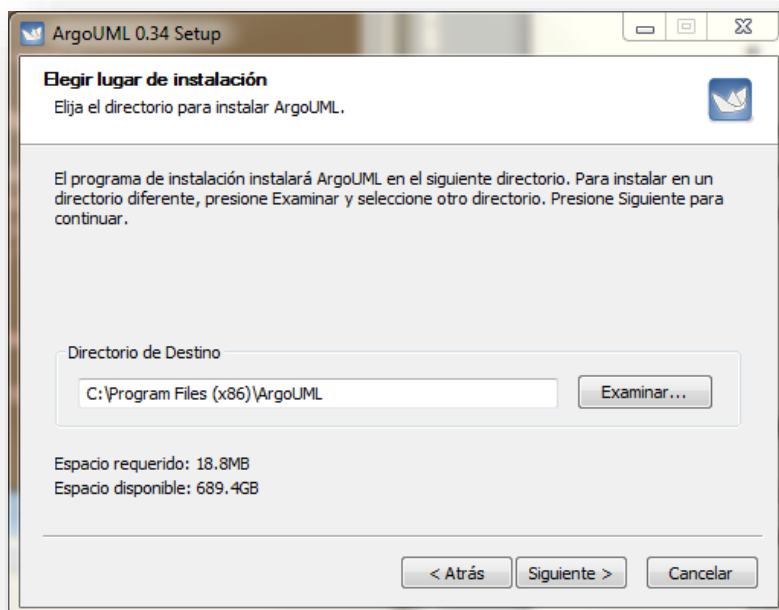 ArgoUML 0.34 Setup
Elegir lugar de instalación
Elija el directorio para instalar ArgoUML.
El programa de instalación instalará ArgoUML en el siguiente directorio. Para instalar en un
directorio diferente, presione Examinar y seleccione otro directorio. Presione Siguiente para
continuar.
Directorio de Destino
C:\Program Files (x86)\ArgoUML
Examinar...
Espacio requerido: 18.8MB
Espacio disponible: 689.4GB
< Atrás
Siguiente >
Cancelar